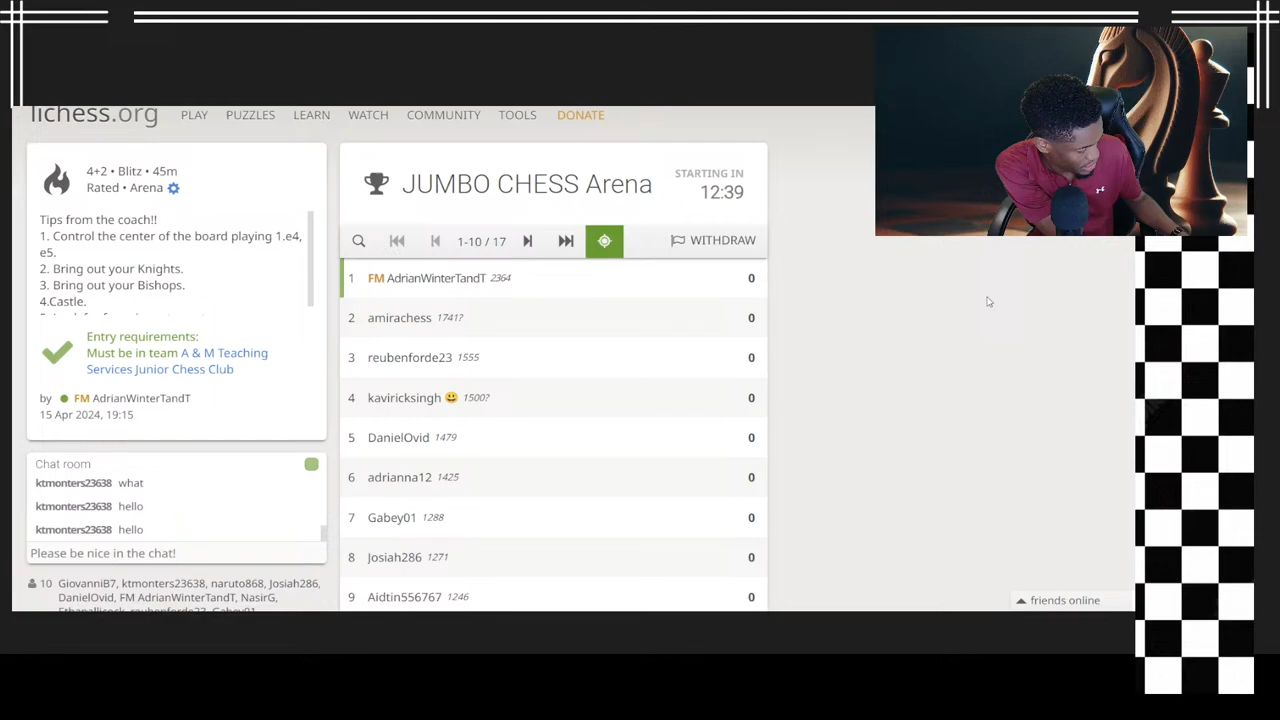 lichess.org PLAY PUZZLES LEARN WATCH COMMUNITY TOOLS DONATE
4+2 • Blitz • 45m
Rated • Arena
Tips from the coach!!
1. Control the center of the board playing 1.e4,
e5.
2. Bring out your Knights.
3. Bring out your Bishops.
4.Castle.
Entry requirements:
Must be in team A & M Teaching
Services Junior Chess Club
by FM AdrianWinterTandT
15 Apr 2024, 19:15
Chat room
ktmonters23638 what
ktmonters23638 hello
ktmonters23638 hello
Please be nice in the chat!
10 GiovanniB7, ktmonters23638, naruto868, Josiah286,
DanielOvid, FM AdrianWinterTandT, NasirG,
reubenforde23, Gabey01
JUMBO CHESS Arena
STARTING IN
12:39
1-10 / 17
WITHDRAW
1 FM AdrianWinterTandT 2364 0
2 amirachess 1741? 0
3 reubenforde23 1555 0
4 kaviricksingh 😃 1500? 0
5 DanielOvid 1479 0
6 adrianna12 1425 0
7 Gabey01 1288 0
8 Josiah286 1271 0
9 Aidtin556767 1246 0
friends online